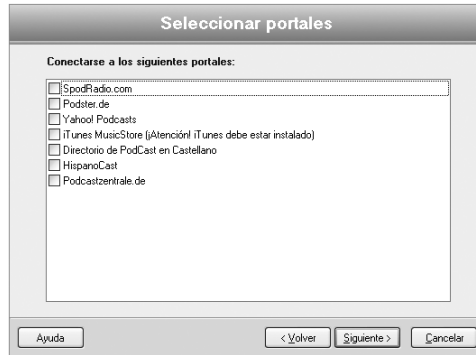 Seleccionar portales
Conectarse a los siguientes portales:
SpodRadio.com
Podster.de
Yahoo! Podcasts
iTunes MusicStore (¡Atención! iTunes debe estar instalado)
Directorio de PodCast en Castellano
HispanoCast
Podcastzentrale.de
Ayuda
< Volver
Siguiente >
Cancelar